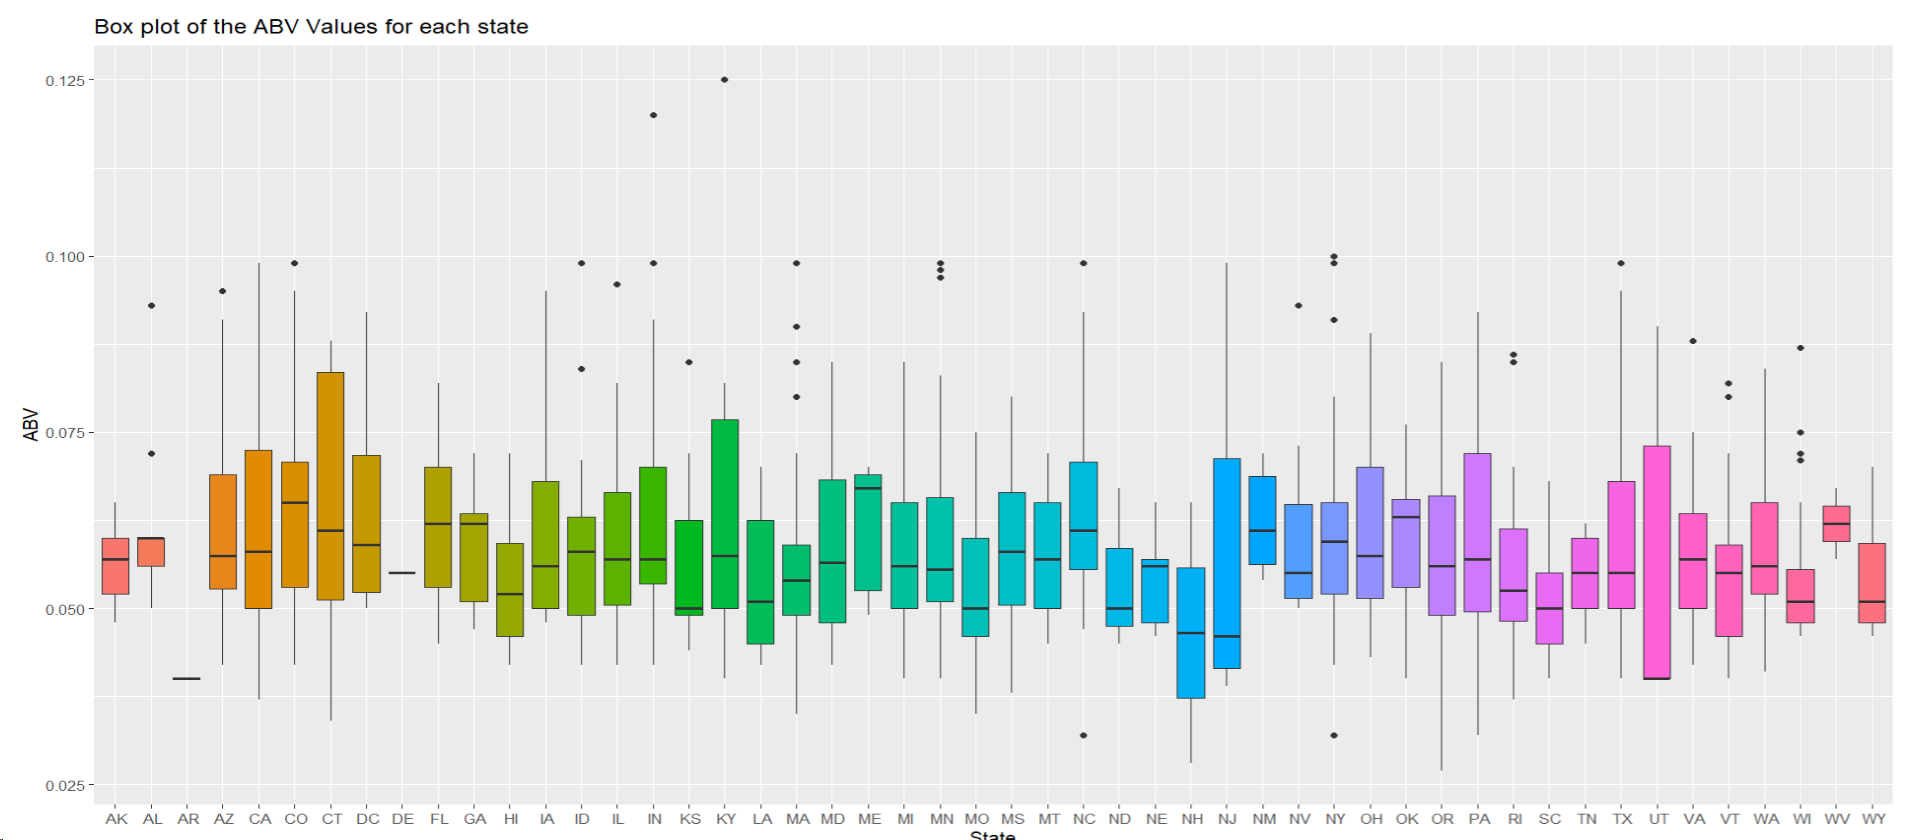 Box plot of the ABV Values for each state
0.125
0.100
0.075
0.050
0.025
ABV
AK AL AR AZ CA CO CT DC DE FL GA HI IA ID IL IN KS KY LA MA MD ME MI MN MO MS MT NC ND NE NH NJ NM NV NY OH OK OR PA RI SC TN TX UT VA VT WA WI WV WY
State